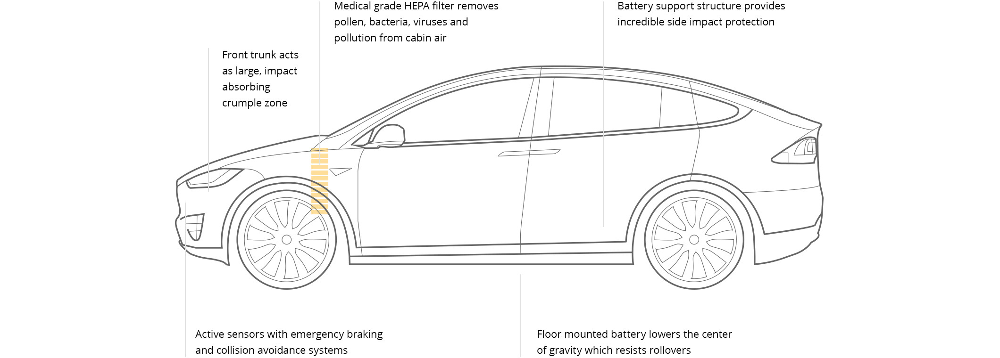 Medical grade HEPA filter removes
pollen, bacteria, viruses and
pollution from cabin air
Battery support structure provides
incredible side impact protection
Front trunk acts
as large, impact
absorbing
crumple zone
Active sensors with emergency braking
and collision avoidance systems
Floor mounted battery lowers the center
of gravity which resists rollovers